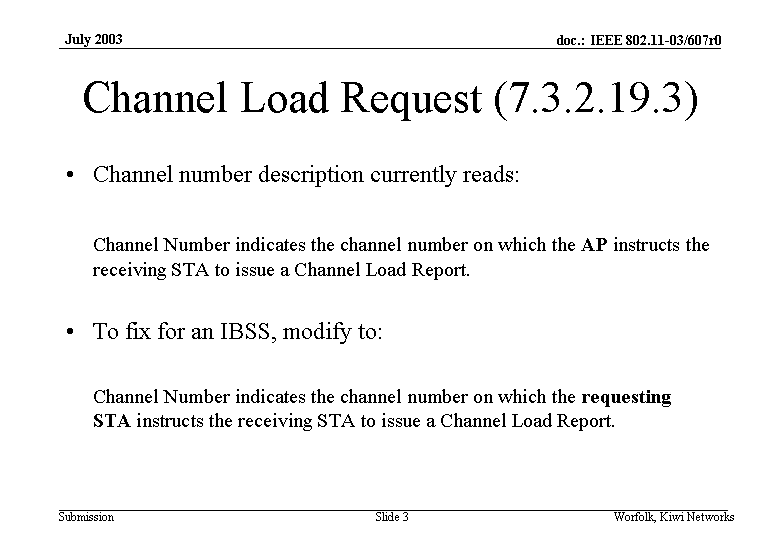 July 2003
doc.: IEEE 802.11-03/607r0
Channel Load Request (7.3.2.19.3)
• Channel number description currently reads:
Channel Number indicates the channel number on which the AP instructs the
receiving STA to issue a Channel Load Report.
• To fix for an IBSS, modify to:
Channel Number indicates the channel number on which the requesting
STA instructs the receiving STA to issue a Channel Load Report.
Submission
Slide 3
Worfolk, Kiwi Networks